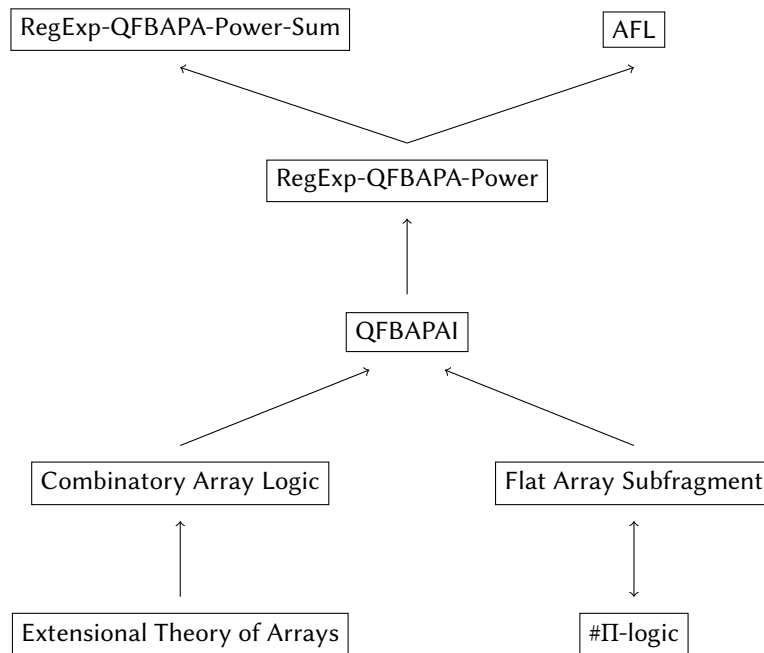 RegExp-QFBAPA-Power-Sum
AFL
RegExp-QFBAPA-Power
QFBAPAI
Combinatory Array Logic
Flat Array Subfragment
Extensional Theory of Arrays
#Π-logic